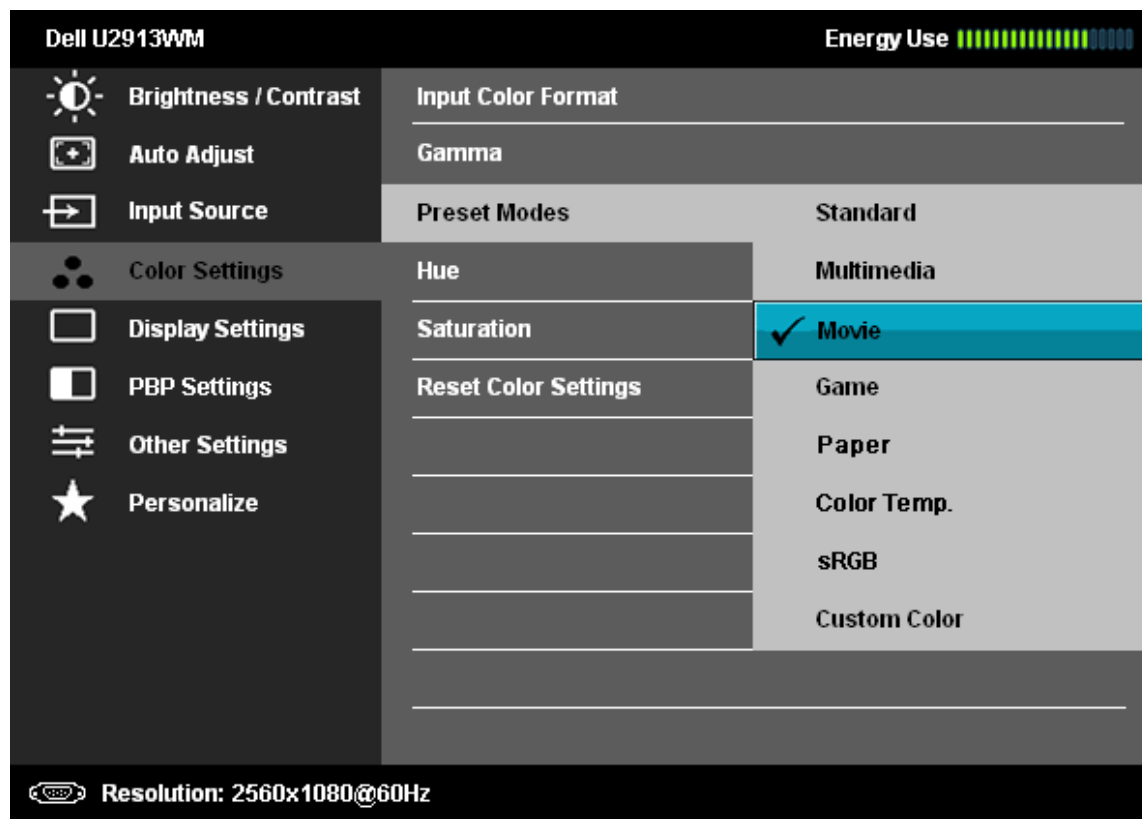 Dell U2913WM Energy Use
Brightness / Contrast Input Color Format
Auto Adjust Gamma
Input Source Preset Modes Standard
Color Settings Hue Multimedia
Display Settings Saturation Movie
PBP Settings Reset Color Settings Game
Other Settings Paper
Personalize Color Temp.
sRGB
Custom Color
Resolution: 2560x1080@60Hz